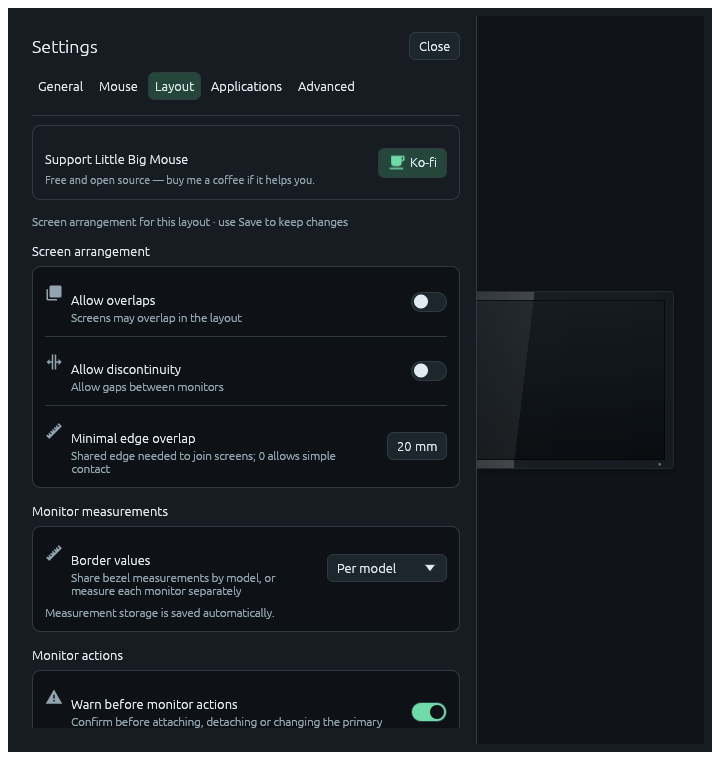 Settings
Close
General Mouse Layout Applications Advanced
Support Little Big Mouse
Free and open source — buy me a coffee if it helps you.
Ko-fi
Screen arrangement for this layout · use Save to keep changes
Screen arrangement
Allow overlaps
Screens may overlap in the layout
Allow discontinuity
Allow gaps between monitors
Minimal edge overlap
Shared edge needed to join screens; 0 allows simple
contact
20 mm
Monitor measurements
Border values
Share bezel measurements by model, or
measure each monitor separately
Per model
Measurement storage is saved automatically.
Monitor actions
Warn before monitor actions
Confirm before attaching, detaching or changing the primary